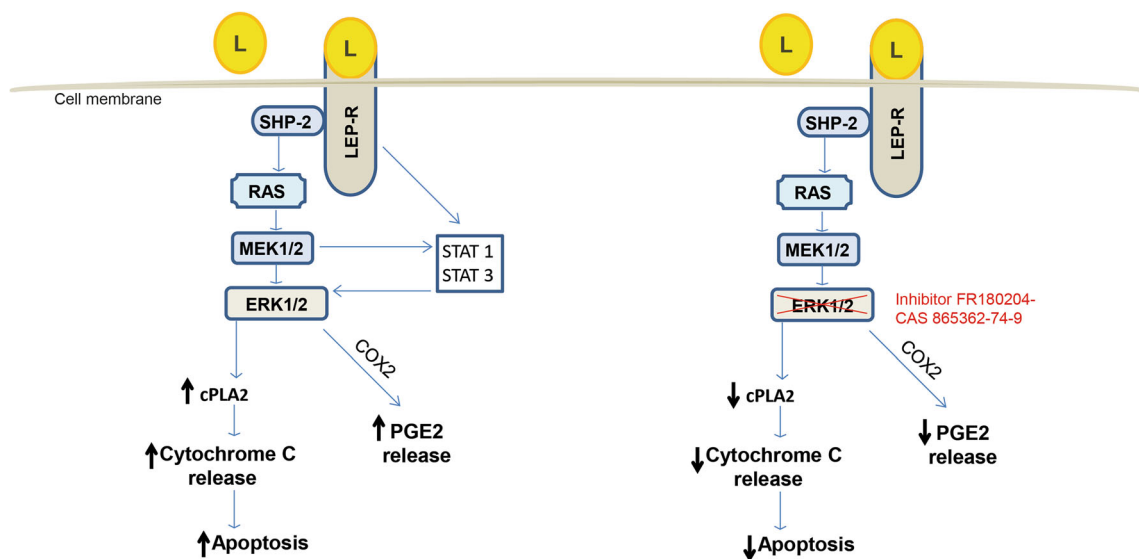 L
L
Cell membrane
SHP-2
LEP-R
RAS
MEK1/2
STAT 1
STAT 3
ERK1/2
COX2
cPLA2
PGE2
release
Cytochrome C
release
Apoptosis
L
L
SHP-2
LEP-R
RAS
MEK1/2
ERK1/2
Inhibitor FR180204-
CAS 865362-74-9
COX2
cPLA2
PGE2
release
Cytochrome C
release
Apoptosis